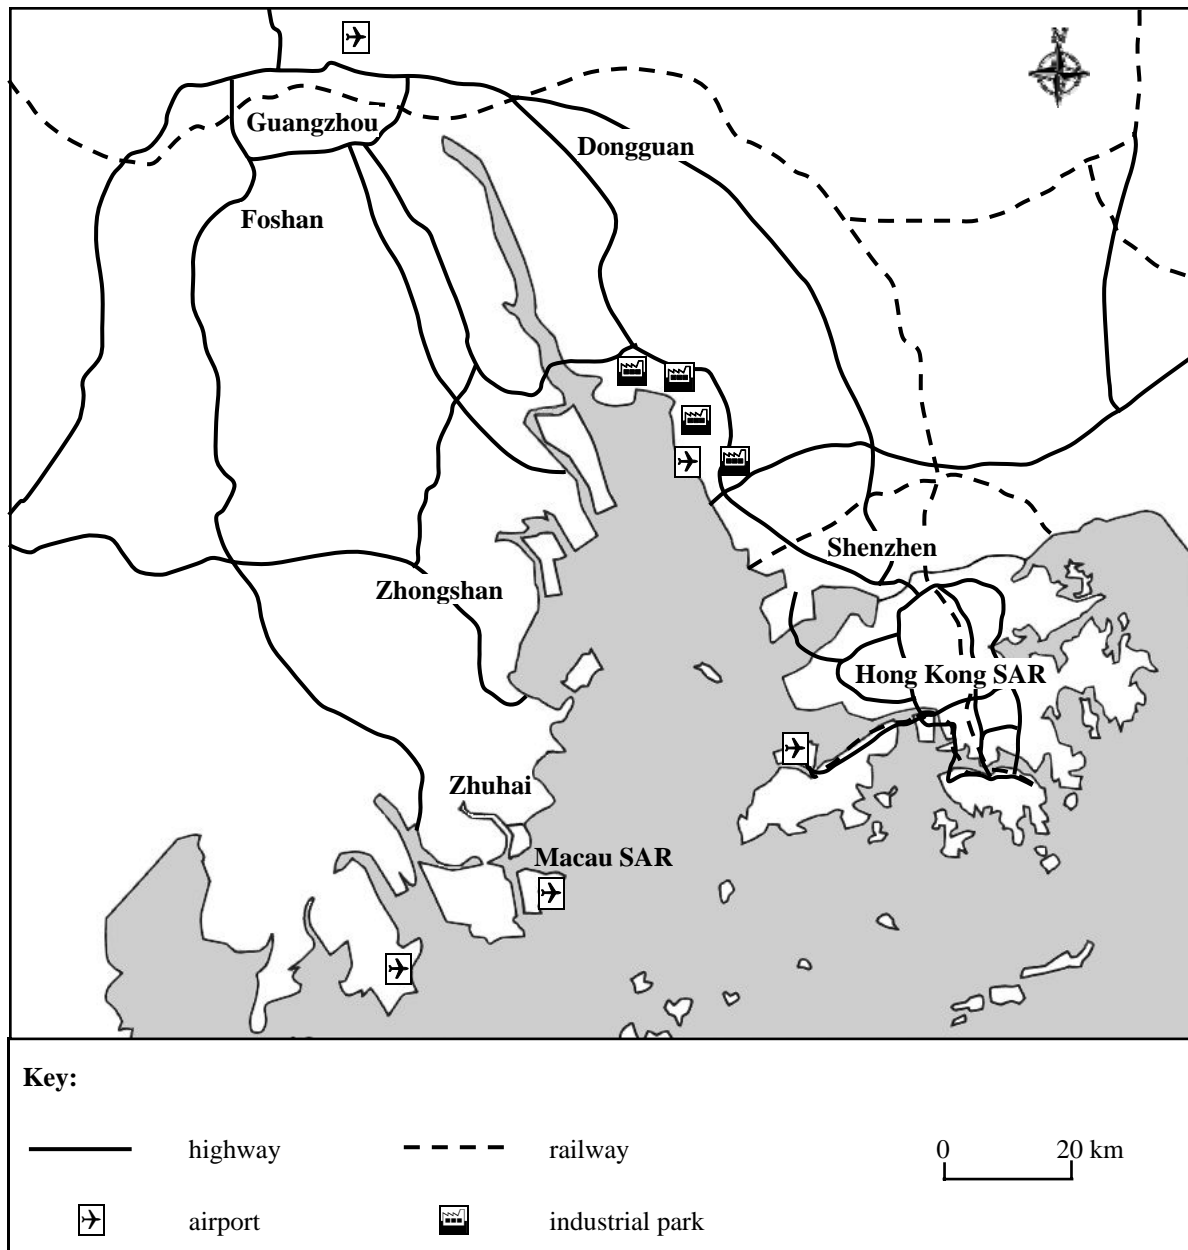 N
Guangzhou
Dongguan
Foshan
Shenzhen
Zhongshan
Hong Kong SAR
Zhuhai
Macau SAR
Key:
highway railway 0 20 km
airport industrial park